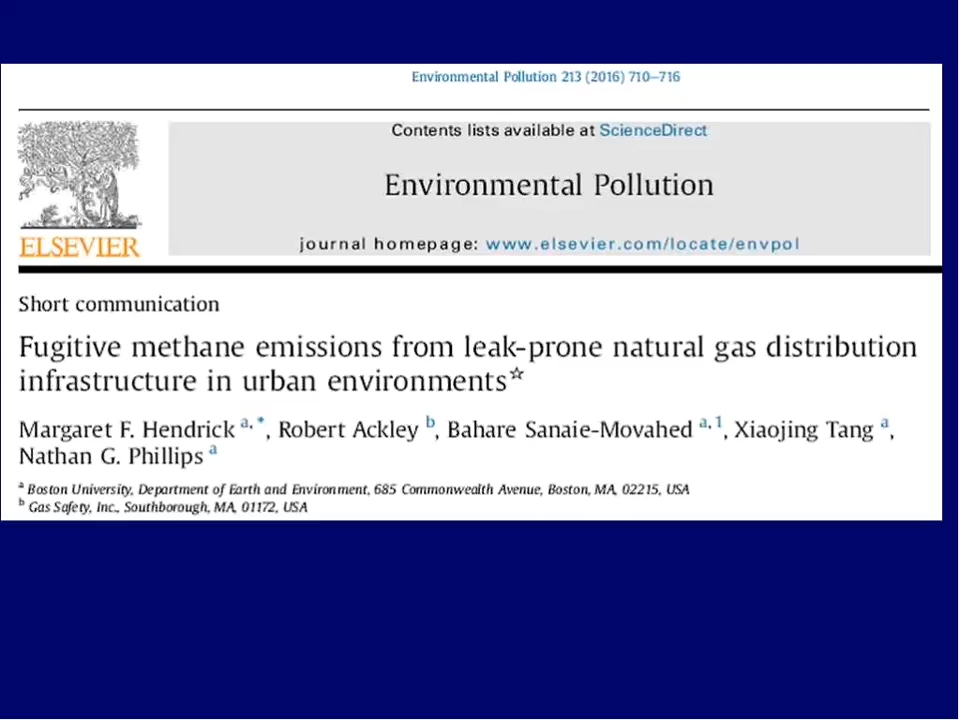 Environmental Pollution 213 (2016) 710–716
Contents lists available at ScienceDirect
Environmental Pollution
journal homepage: www.elsevier.com/locate/envpol
ELSEVIER
Short communication
Fugitive methane emissions from leak-prone natural gas distribution
infrastructure in urban environments☆
Margaret F. Hendrick a, *, Robert Ackley b, Bahare Sanaie-Movahed a, 1, Xiaojing Tang a,
Nathan G. Phillips a
a Boston University, Department of Earth and Environment, 685 Commonwealth Avenue, Boston, MA, 02215, USA
b Gas Safety, Inc., Southborough, MA, 01172, USA